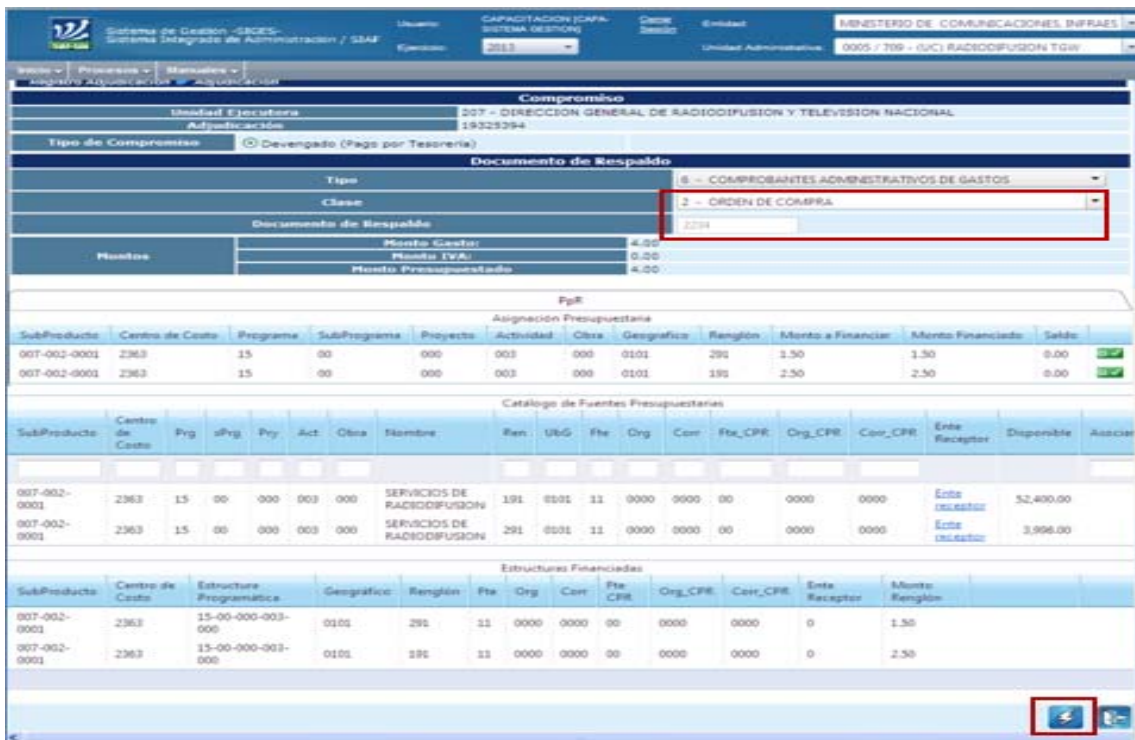 Sistema de Gestión -SIGES-
Sistema Integrado de Administracion / SIAF
Usuario: CAPACITACION (CAPA- SISTEMA GESTION)
Cerrar Sesión
Entidad: MINISTERIO DE COMUNICACIONES, INFRAES
Ejercicio: 2013
Unidad Administrativa: 0005 / 709 - (UC) RADIODIFUSION TGW
Inicio Procesos Manuales
Registro Adjudicación Adjudicación
Compromiso
Unidad Ejecutora 207 - DIRECCION GENERAL DE RADIODIFUSION Y TELEVISION NACIONAL
Adjudicación 19325394
Tipo de Compromiso Devengado (Pago por Tesorería)
Documento de Respaldo
Tipo 6 - COMPROBANTES ADMINISTRATIVOS DE GASTOS
Clase 2 - ORDEN DE COMPRA
Documento de Respaldo 2234
Montos
Monto Gasto: 4.00
Monto IVA: 0.00
Monto Presupuestado 4.00
PpR
Asignación Presupuestaria
SubProducto Centro de Costo Programa SubPrograma Proyecto Actividad Obra Geografico Renglón Monto a Financiar Monto Financiado Saldo
007-002-0001 2363 15 00 000 003 000 0101 291 1.50 1.50 0.00
007-002-0001 2363 15 00 000 003 000 0101 191 2.50 2.50 0.00
Catálogo de Fuentes Presupuestarias
SubProducto Centro de Costo Prg sPrg Pry Act Obra Nombre Ren UbG Fte Org Corr Fte_CPR Org_CPR Corr_CPR Ente Receptor Disponible Asociar
007-002-0001 2363 15 00 000 003 000 SERVICIOS DE RADIODIFUSION 191 0101 11 0000 0000 00 0000 0000 Ente receptor 52,400.00
007-002-0001 2363 15 00 000 003 000 SERVICIOS DE RADIODIFUSION 291 0101 11 0000 0000 00 0000 0000 Ente receptor 3,996.00
Estructuras Financiadas
SubProducto Centro de Costo Estructura Programática Geográfico Renglón Fte Org Corr Fte CPR Org_CPR Corr_CPR Ente Receptor Monto Renglón
007-002-0001 2363 15-00-000-003-000 0101 291 11 0000 0000 00 0000 0000 0 1.50
007-002-0001 2363 15-00-000-003-000 0101 191 11 0000 0000 00 0000 0000 0 2.50